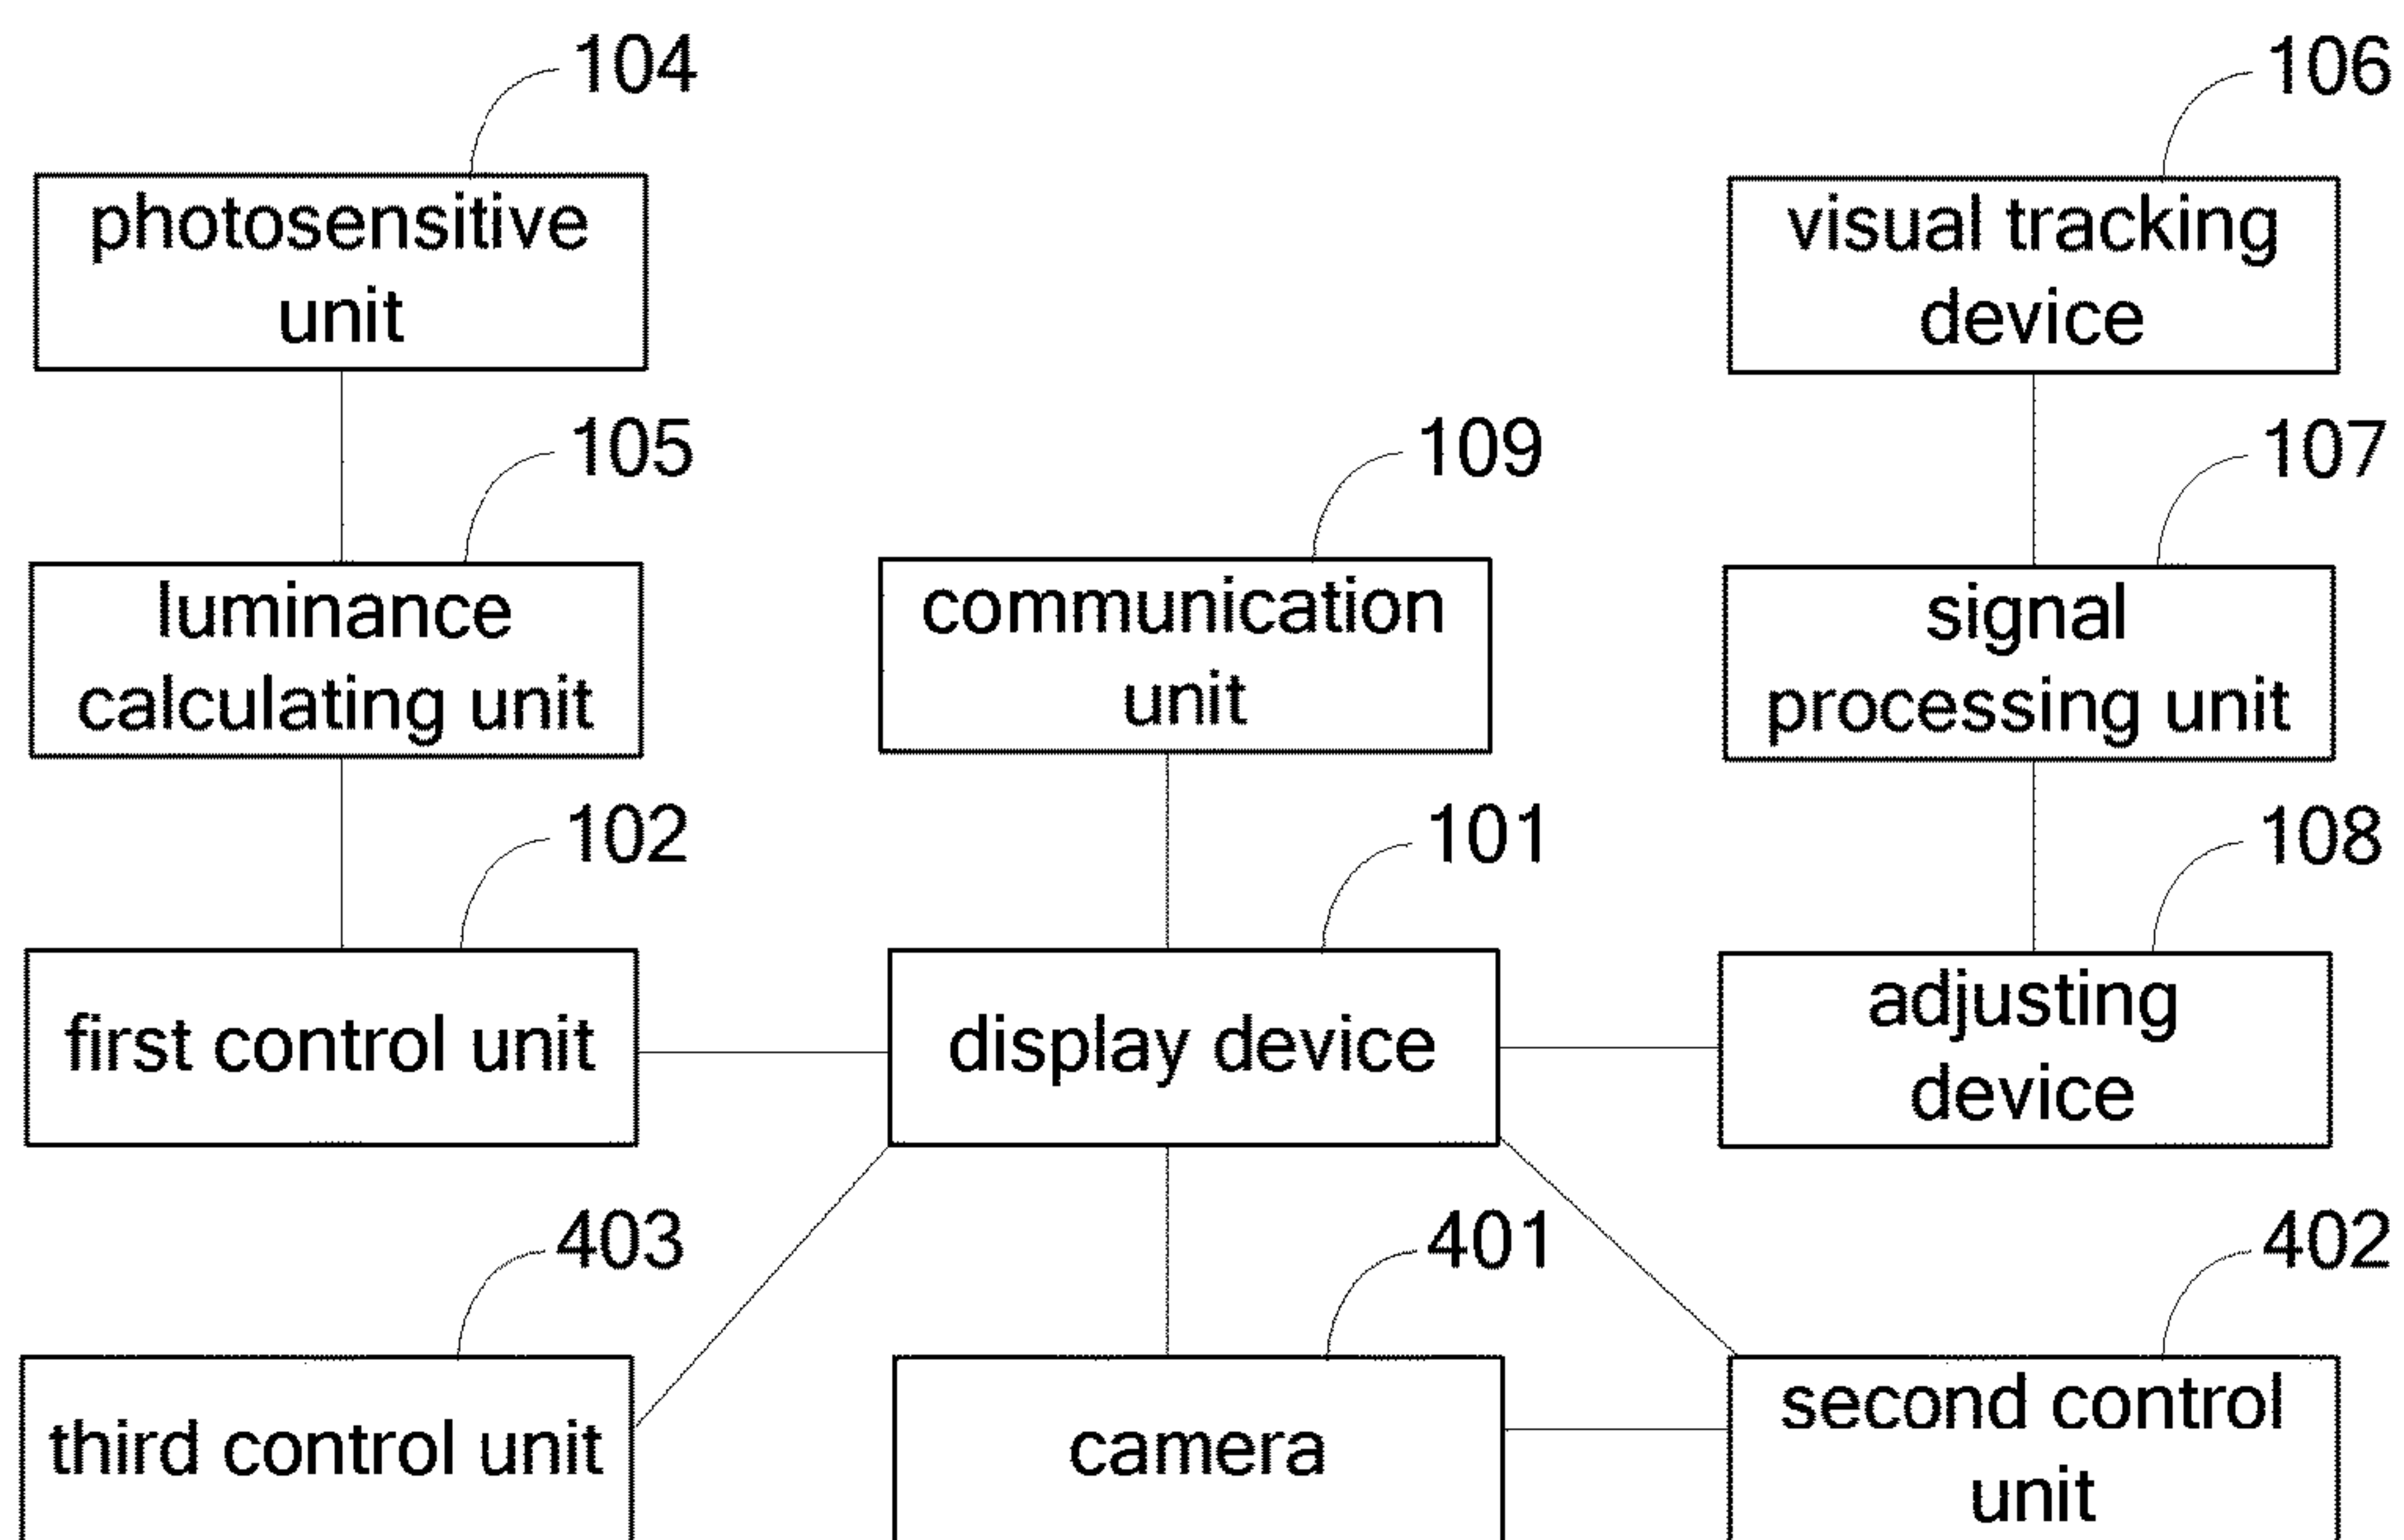 104
106
photosensitive
unit
visual tracking
device
105
109
107
luminance
calculating unit
communication
unit
signal
processing unit
102
101
108
first control unit
display device
adjusting
device
403
401
402
third control unit
camera
second control
unit